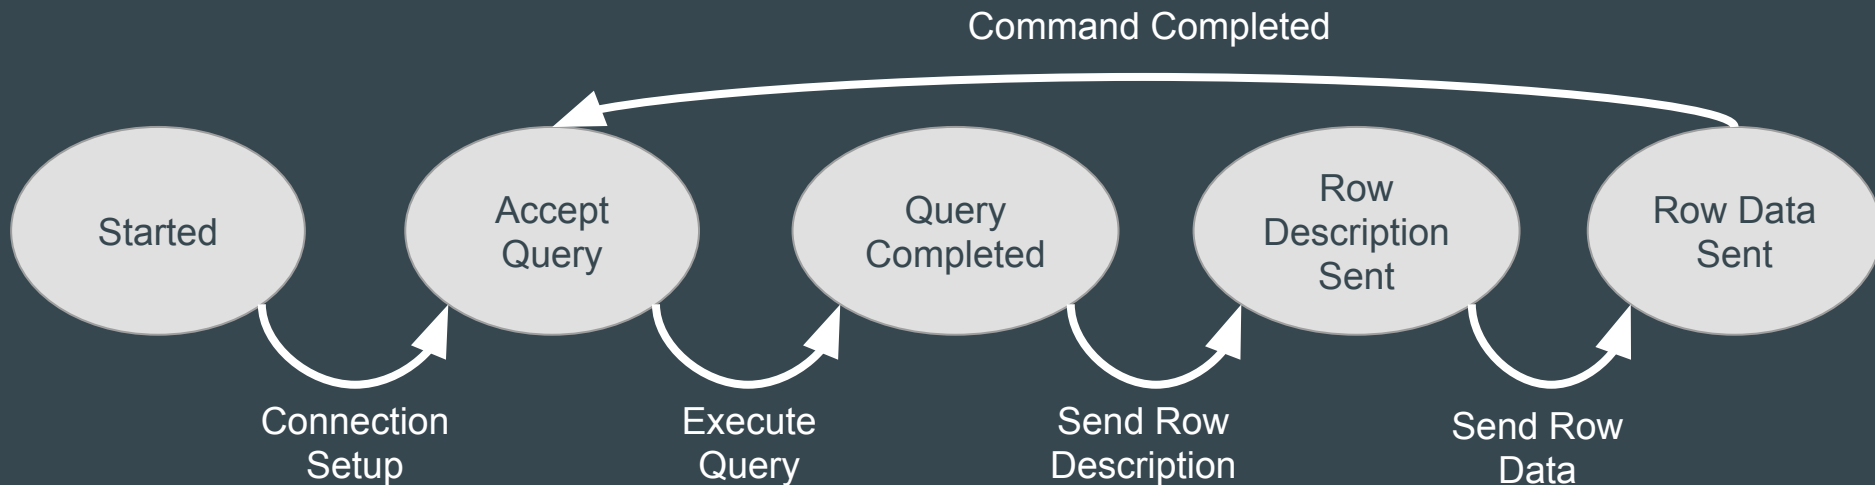 Command Completed
Started
Accept
Query
Query
Completed
Row
Description
Sent
Row Data
Sent
Connection
Setup
Execute
Query
Send Row
Description
Send Row
Data